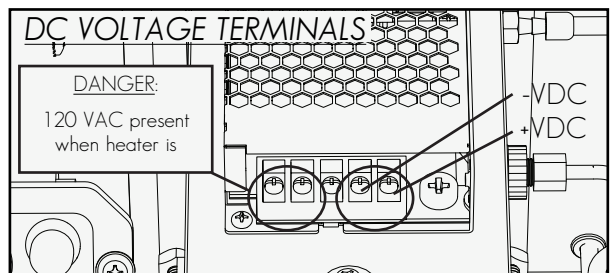 DC VOLTAGE TERMINALS
DANGER:
120 VAC present
when heater is
-VDC
+VDC